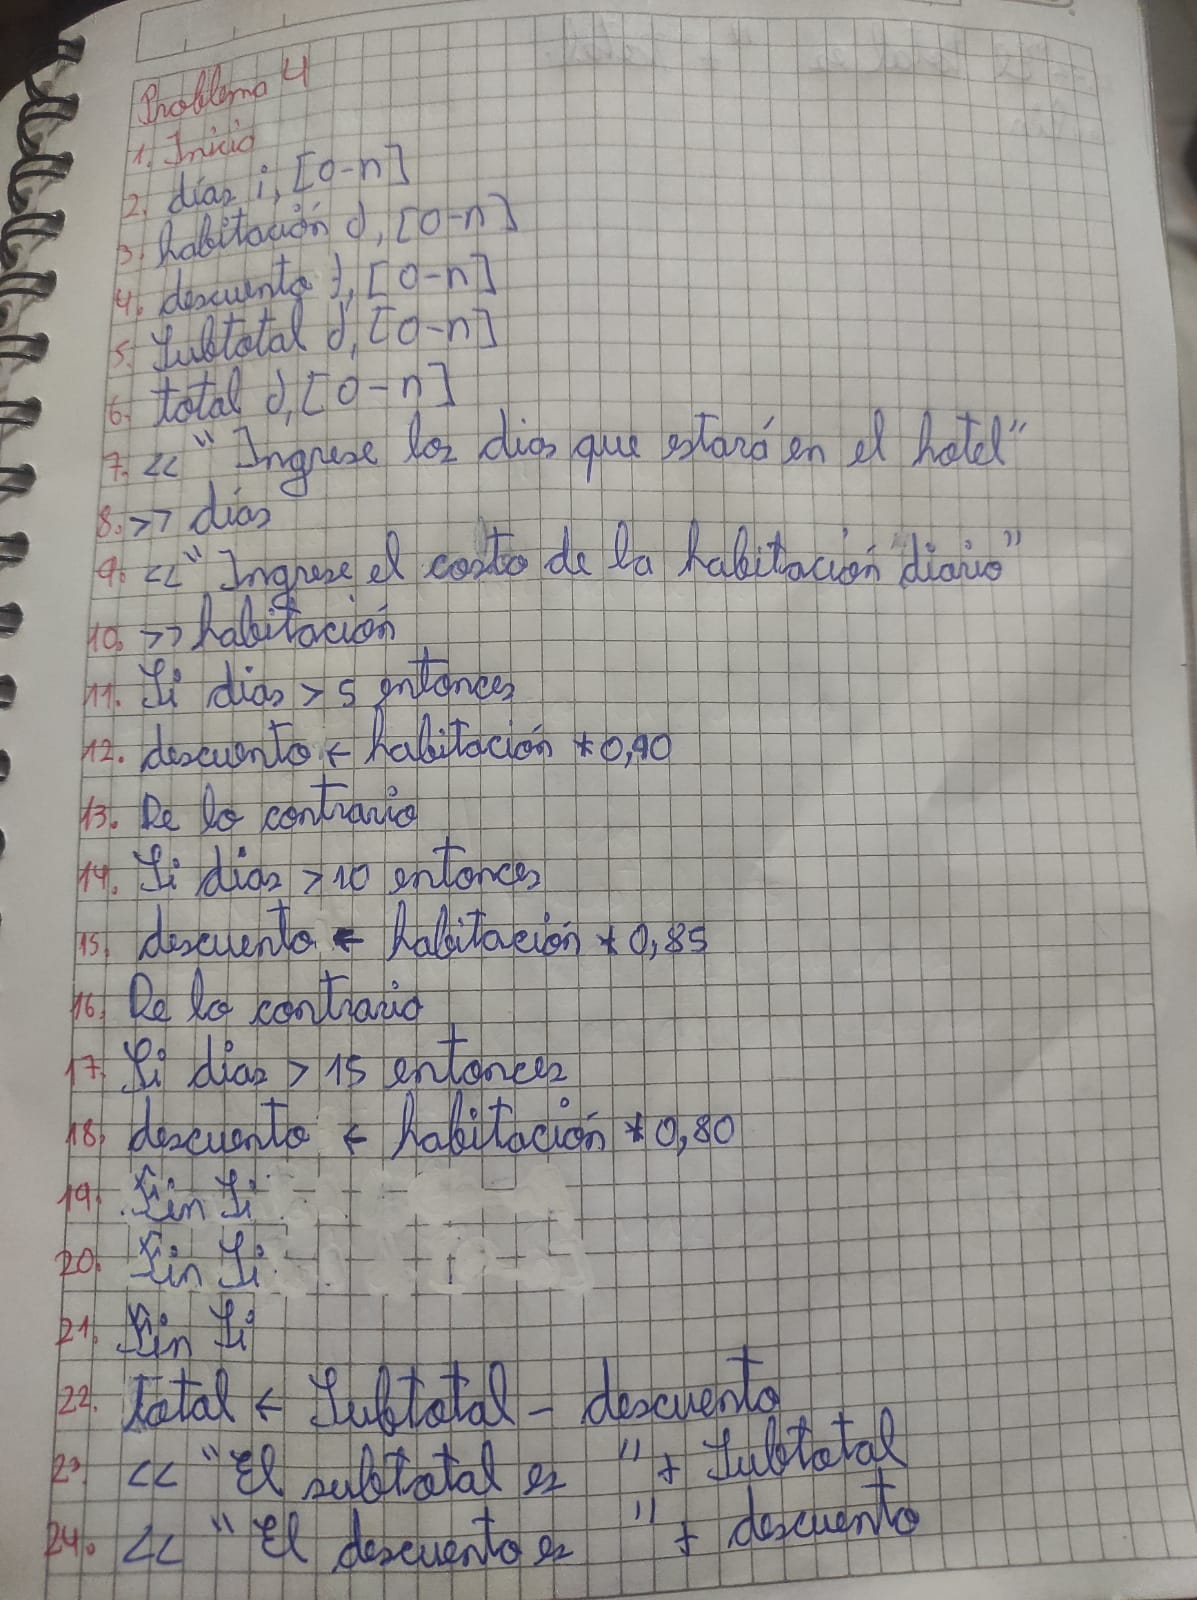 Problema 4
1. Inicio
2. días i, [0-n]
3. habitación d, [0-n]
4. descuento d, [0-n]
5. Subtotal d, [0-n]
6. total d, [0-n]
7. << "Ingrese los dias que estará en el hotel"
8. >> días
9. << "Ingrese el costo de la habitación diario"
10. >> habitación
11. Si dias > 5 entonces
12. descuento ← habitación * 0,90
13. De lo contrario
14. Si dias > 10 entonces
15. descuento ← habitación * 0,85
16. De lo contrario
17. Si dias > 15 entonces
18. descuento ← habitación * 0,80
19. Fin Si
20. Fin Si
21. Fin Si
22. total ← Subtotal - descuento
23. << "El subtotal es " + Subtotal
24. << "El descuento es " + descuento